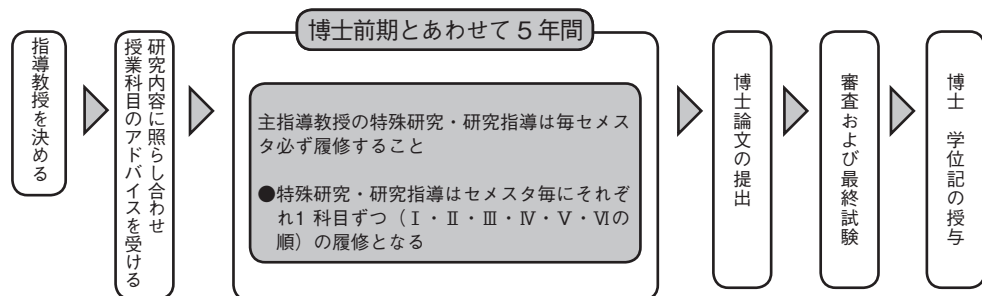 指導教授を決める
研究内容に照らし合わせ
授業科目のアドバイスを受ける
博士前期とあわせて5年間
主指導教授の特殊研究・研究指導は毎セメス
タ必ず履修すること
●特殊研究・研究指導はセメスタ毎にそれぞ
れ1 科目ずつ（Ⅰ・Ⅱ・Ⅲ・Ⅳ・Ⅴ・Ⅵの
順）の履修となる
博士論文の提出
審査および最終試験
博士　学位記の授与